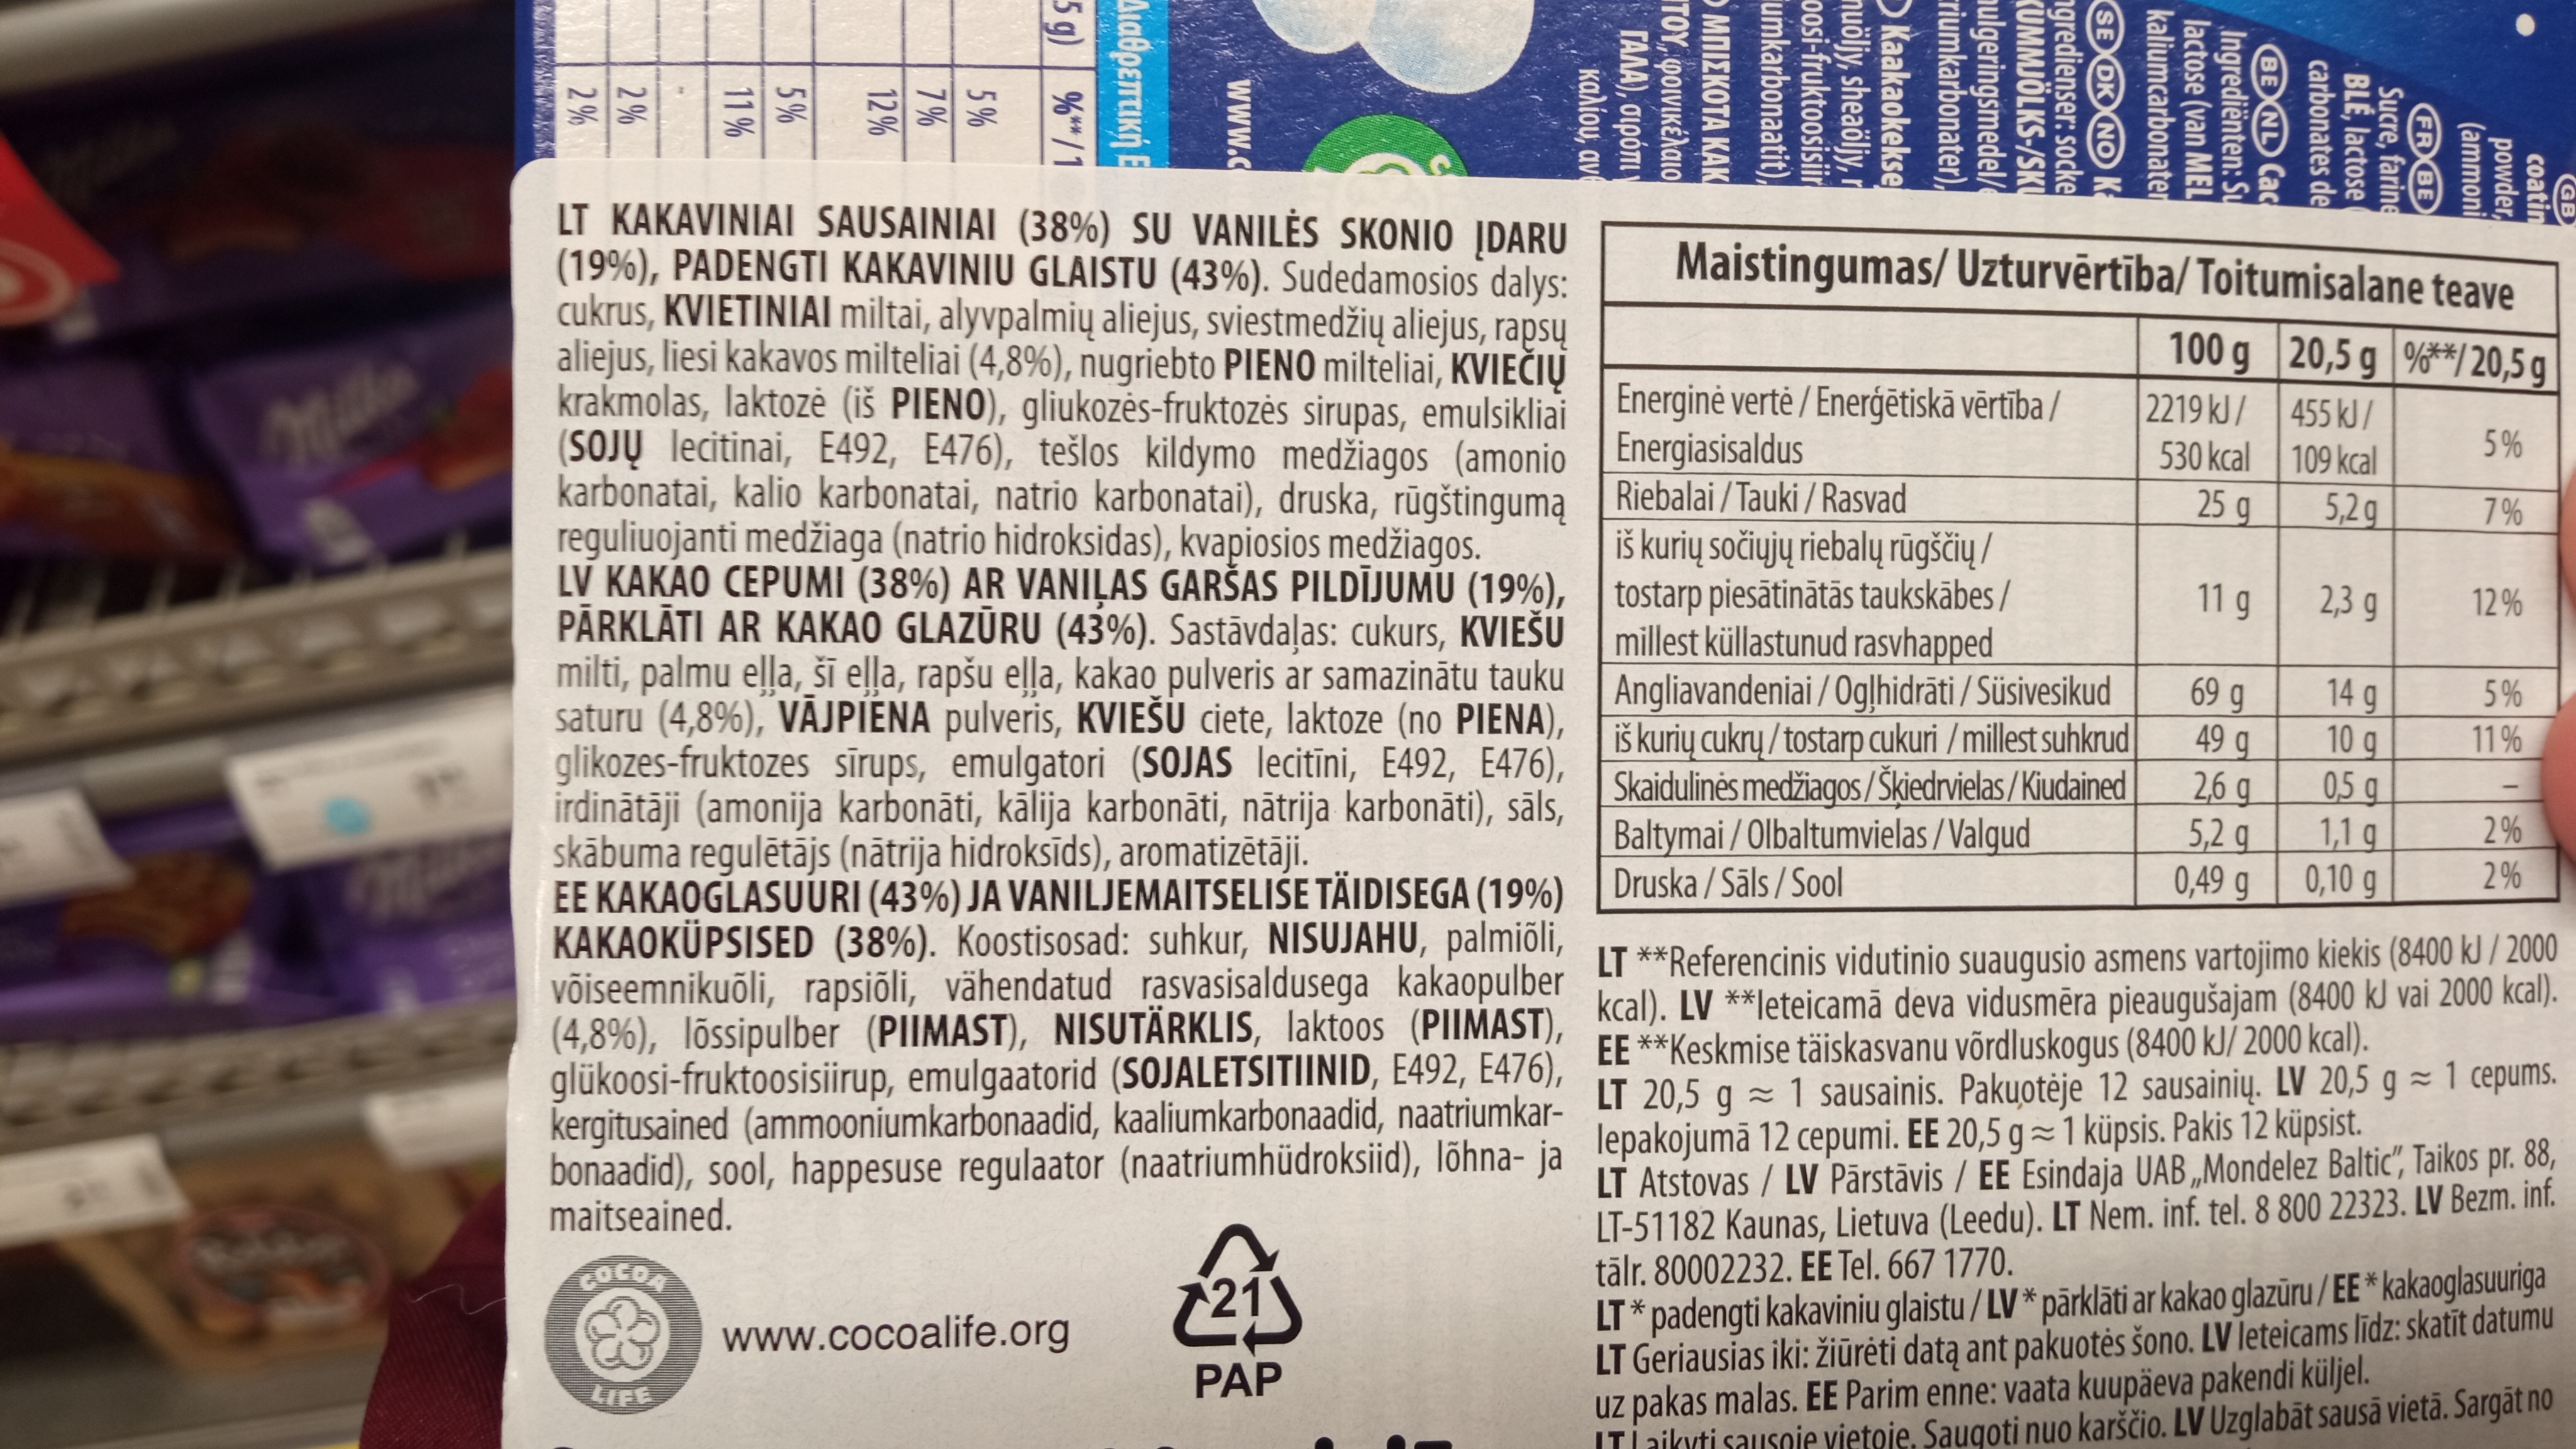 5 g)
%**/1
5 %
7 %
12 %
5 %
11 %
-
2 %
2 %
Διαθρεπτική
www.c
καλίου,
ΓΑΛΑ), σιρόπι
ΤΟΥ, φοινικέλαιο
ΜΠΙΣΚΟΤΑ ΚΑΚ
umkarbonaatit),
oosi-fruktoosisiir
muöljy, sheaöljy, r
Kaakaokekse
riumkarbonater),
ulgeringsmedel/
KUMMJÖLKS-/SKU
ngredienser: socke
SE DK NO
kaliumcarbonaten
lactose (van MEL
Ingrediënten: Su
BE NL Cac
carbonates de
BLÉ, lactose
Sucre, farine
FR BE
(ammoni
powder,
coatin
GB
LT KAKAVINIAI SAUSAINIAI (38%) SU VANILĖS SKONIO ĮDARU
(19%), PADENGTI KAKAVINIU GLAISTU (43%). Sudedamosios dalys:
cukrus, KVIETINIAI miltai, alyvpalmių aliejus, sviestmedžių aliejus, rapsų
aliejus, liesi kakavos milteliai (4,8%), nugriebto PIENO milteliai, KVIEČIŲ
krakmolas, laktozė (iš PIENO), gliukozės-fruktozės sirupas, emulsikliai
(SOJŲ lecitinai, E492, E476), tešlos kildymo medžiagos (amonio
karbonatai, kalio karbonatai, natrio karbonatai), druska, rūgštingumą
reguliuojanti medžiaga (natrio hidroksidas), kvapiosios medžiagos.
LV KAKAO CEPUMI (38%) AR VANIĻAS GARŠAS PILDĪJUMU (19%),
PĀRKLĀTI AR KAKAO GLAZŪRU (43%). Sastāvdaļas: cukurs, KVIEŠU
milti, palmu eļļa, šī eļļa, rapšu eļļa, kakao pulveris ar samazinātu tauku
saturu (4,8%), VĀJPIENA pulveris, KVIEŠU ciete, laktoze (no PIENA),
glikozes-fruktozes sīrups, emulgatori (SOJAS lecitīni, E492, E476),
irdinātāji (amonija karbonāti, kālija karbonāti, nātrija karbonāti), sāls,
skābuma regulētājs (nātrija hidroksīds), aromatizētāji.
EE KAKAOGLASUURI (43%) JA VANILJEMAITSELISE TÄIDISEGA (19%)
KAKAOKÜPSISED (38%). Koostisosad: suhkur, NISUJAHU, palmiõli,
võiseemnikuõli, rapsiõli, vähendatud rasvasisaldusega kakaopulber
(4,8%), lõssipulber (PIIMAST), NISUTÄRKLIS, laktoos (PIIMAST),
glükoosi-fruktoosisiirup, emulgaatorid (SOJALETSITIINID, E492, E476),
kergitusained (ammooniumkarbonaadid, kaaliumkarbonaadid, naatriumkar-
bonaadid), sool, happesuse regulaator (naatriumhüdroksiid), lõhna- ja
maitseained.
COCOA
LIFE
www.cocoalife.org
21
PAP
Maistingumas/ Uzturvērtība/ Toitumisalane teave
100 g 20,5 g %**/20,5 g
Energinė vertė / Enerģētiskā vērtība / 2219 kJ / 455 kJ /
Energiasisaldus 530 kcal 109 kcal 5 %
Riebalai / Tauki / Rasvad 25 g 5,2 g 7 %
iš kurių sočiųjų riebalų rūgščių /
tostarp piesātinātās taukskābes / 11 g 2,3 g 12 %
millest küllastunud rasvhapped
Angliavandeniai / Ogļhidrāti / Süsivesikud 69 g 14 g 5 %
iš kurių cukrų / tostarp cukuri / millest suhkrud 49 g 10 g 11 %
Skaidulinės medžiagos / Šķiedrvielas / Kiudained 2,6 g 0,5 g –
Baltymai / Olbaltumvielas / Valgud 5,2 g 1,1 g 2 %
Druska / Sāls / Sool 0,49 g 0,10 g 2 %
LT **Referencinis vidutinio suaugusio asmens vartojimo kiekis (8400 kJ / 2000
kcal). LV **Ieteicamā deva vidusmēra pieaugušajam (8400 kJ vai 2000 kcal).
EE **Keskmise täiskasvanu võrdluskogus (8400 kJ/ 2000 kcal).
LT 20,5 g ≈ 1 sausainis. Pakuotėje 12 sausainių. LV 20,5 g ≈ 1 cepums.
Iepakojumā 12 cepumi. EE 20,5 g ≈ 1 küpsis. Pakis 12 küpsist.
LT Atstovas / LV Pārstāvis / EE Esindaja UAB „Mondelez Baltic”, Taikos pr. 88,
LT-51182 Kaunas, Lietuva (Leedu). LT Nem. inf. tel. 8 800 22323. LV Bezm. inf.
tālr. 80002232. EE Tel. 667 1770.
LT * padengti kakaviniu glaistu / LV * pārklāti ar kakao glazūru / EE * kakaoglasuuriga
LT Geriausias iki: žiūrėti datą ant pakuotės šono. LV Ieteicams līdz: skatīt datumu
uz pakas malas. EE Parim enne: vaata kuupäeva pakendi küljel.
LT Laikyti sausoje vietoje. Saugoti nuo karščio. LV Uzglabāt sausā vietā. Sargāt no
Milka